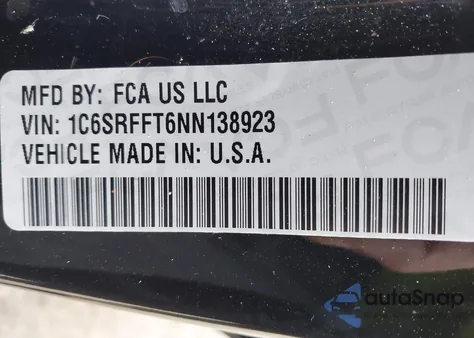 MFD BY: FCA US LLC
VIN: 1C6SRFFT6NN138923
VEHICLE MADE IN: U.S.A.
autoSnap